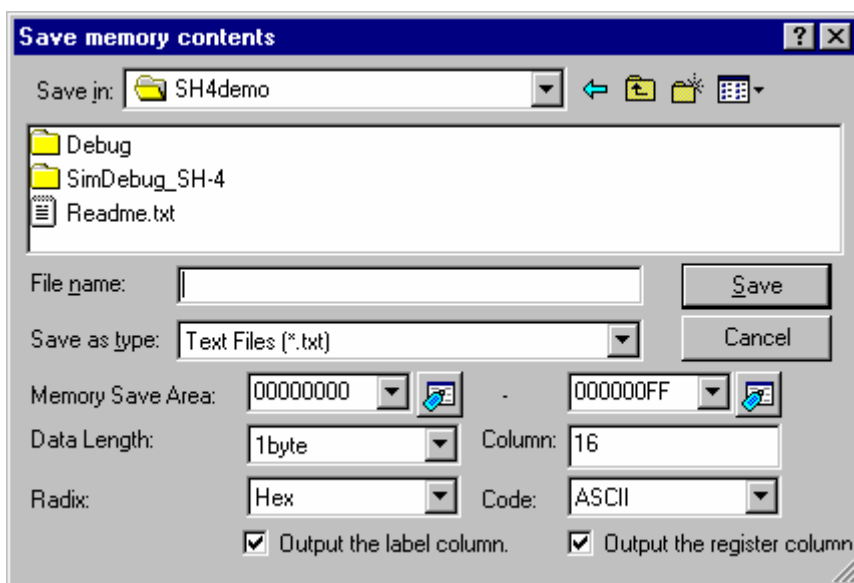 Save memory contents
Save in: SH4demo
Debug
SimDebug_SH-4
Readme.txt
File name: Save
Save as type: Text Files (*.txt) Cancel
Memory Save Area: 00000000 - 000000FF
Data Length: 1byte Column: 16
Radix: Hex Code: ASCII
Output the label column. Output the register column